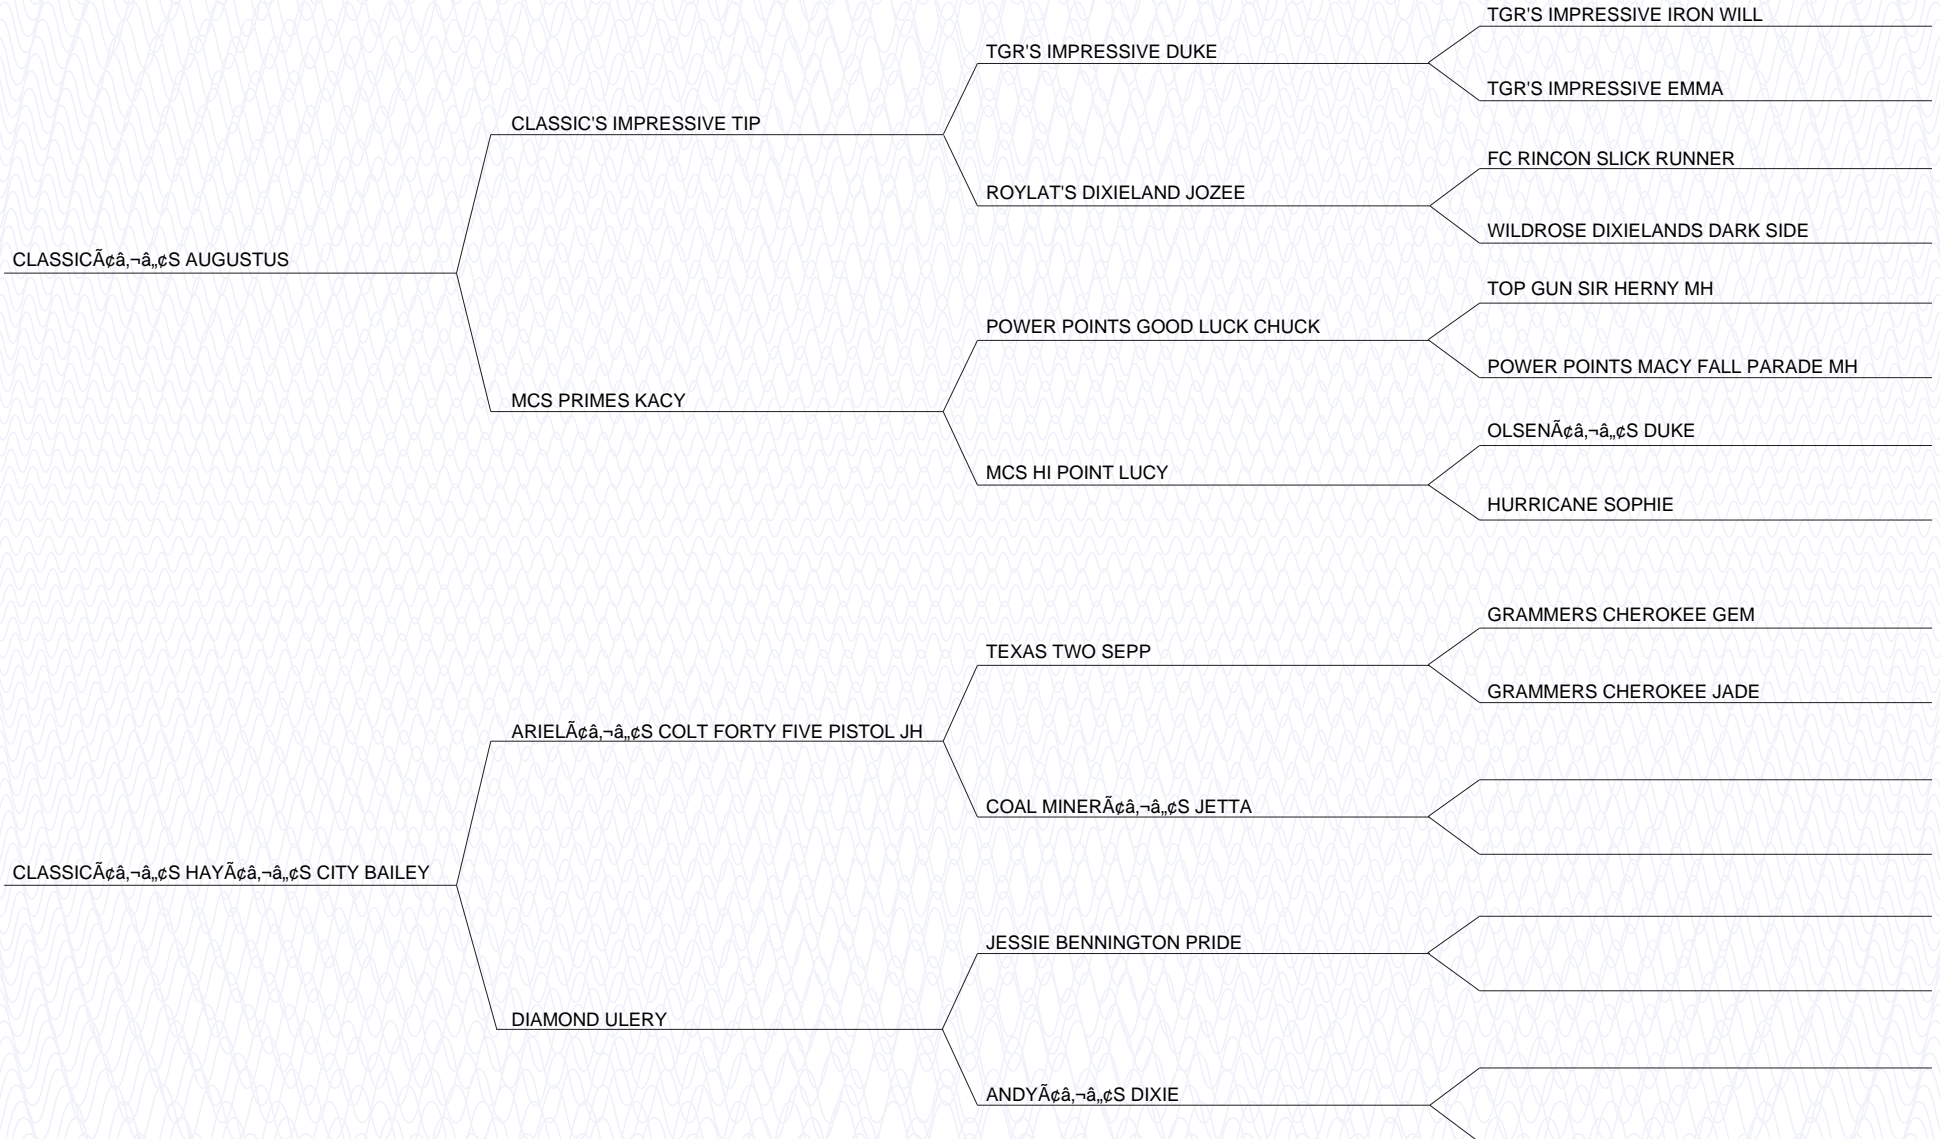 TGR'S IMPRESSIVE IRON WILL
TGR'S IMPRESSIVE DUKE
TGR'S IMPRESSIVE EMMA
CLASSIC'S IMPRESSIVE TIP
FC RINCON SLICK RUNNER
ROYLAT'S DIXIELAND JOZEE
WILDROSE DIXIELANDS DARK SIDE
CLASSICÃ¢â‚¬â„¢S AUGUSTUS
TOP GUN SIR HERNY MH
POWER POINTS GOOD LUCK CHUCK
POWER POINTS MACY FALL PARADE MH
MCS PRIMES KACY
OLSENÃ¢â‚¬â„¢S DUKE
MCS HI POINT LUCY
HURRICANE SOPHIE
GRAMMERS CHEROKEE GEM
TEXAS TWO SEPP
GRAMMERS CHEROKEE JADE
ARIELÃ¢â‚¬â„¢S COLT FORTY FIVE PISTOL JH
COAL MINERÃ¢â‚¬â„¢S JETTA
CLASSICÃ¢â‚¬â„¢S HAYÃ¢â‚¬â„¢S CITY BAILEY
JESSIE BENNINGTON PRIDE
DIAMOND ULERY
ANDYÃ¢â‚¬â„¢S DIXIE